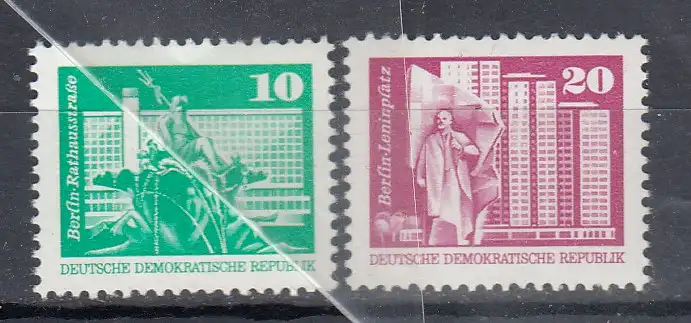 10
Berlin-Rathausstraße
DEUTSCHE DEMOKRATISCHE REPUBLIK
20
Berlin-Leninplatz
DEUTSCHE DEMOKRATISCHE REPUBLIK